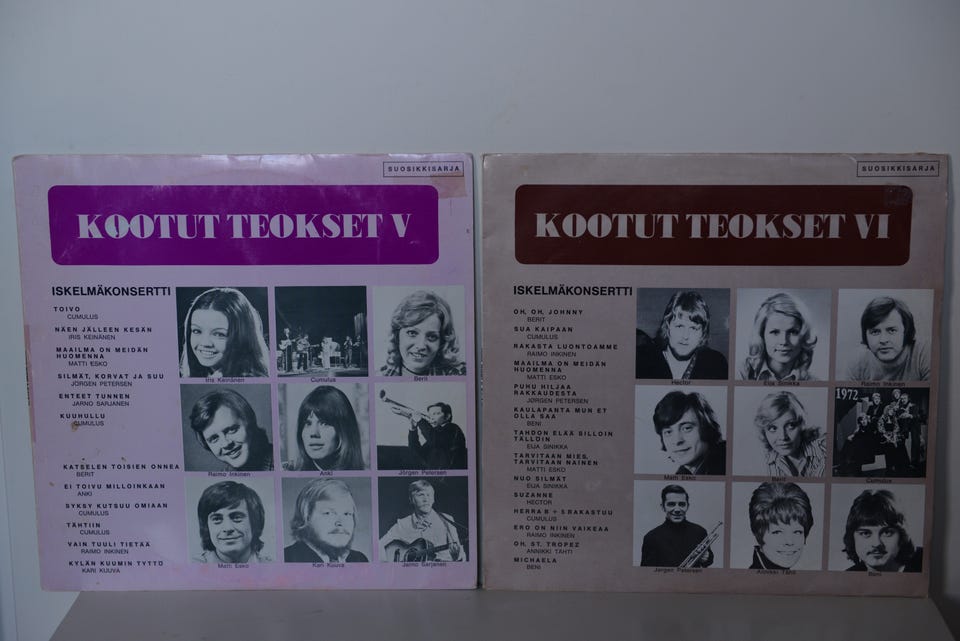 SUOSIKKISARJA
KOOTUT TEOKSET V
ISKELMÄKONSERTTI
TOIVO
CUMULUS
NÄEN JÄLLEEN KESÄN
IRIS KEINÄNEN
MAAILMA ON MEIDÄN
HUOMENNA
MATTI ESKO
SILMÄT, KORVAT JA SUU
JÖRGEN PETERSEN
ENTEET TUNNEN
JARNO SARJANEN
KUUHULLU
CUMULUS
KATSELEN TOISIEN ONNEA
BERIT
EI TOIVU MILLOINKAAN
ANKI
SYKSY KUTSUU OMIAAN
CUMULUS
TÄHTIIN
CUMULUS
VAIN TUULI TIETÄÄ
RAIMO INKINEN
KYLÄN KUUMIN TYTTÖ
KARI KUUVA
Iris Keinänen
Cumulus
Berit
Raimo Inkinen
Anki
Jörgen Petersen
Matti Esko
Kari Kuuva
Jarno Sarjanen
SUOSIKKISARJA
KOOTUT TEOKSET VI
ISKELMÄKONSERTTI
OH, OH, JOHNNY
BERIT
SUA KAIPAAN
CUMULUS
RAKASTA LUONTOAMME
RAIMO INKINEN
MAAILMA ON MEIDÄN
HUOMENNA
MATTI ESKO
PUHU HILJAA
RAKKAUDESTA
JØRGEN PETERSEN
KAULAPANTA MUN ET
OLLA SAA
BENI
TAHDON ELÄÄ SILLOIN
TÄLLÖIN
EIJA SINIKKA
TARVITAAN MIES,
TARVITAAN NAINEN
MATTI ESKO
NUO SILMÄT
EIJA SINIKKA
SUZANNE
HECTOR
HERRA B + 5 RAKASTUU
CUMULUS
ERO ON NIIN VAIKEAA
RAIMO INKINEN
OH, ST. TROPEZ
ANNIKKI TÄHTI
MICHAELA
BENI
Hector
Eija Sinikka
Raimo Inkinen
Matti Esko
Berit
1972
Cumulus
Jørgen Petersen
Annikki Tähti
Beni